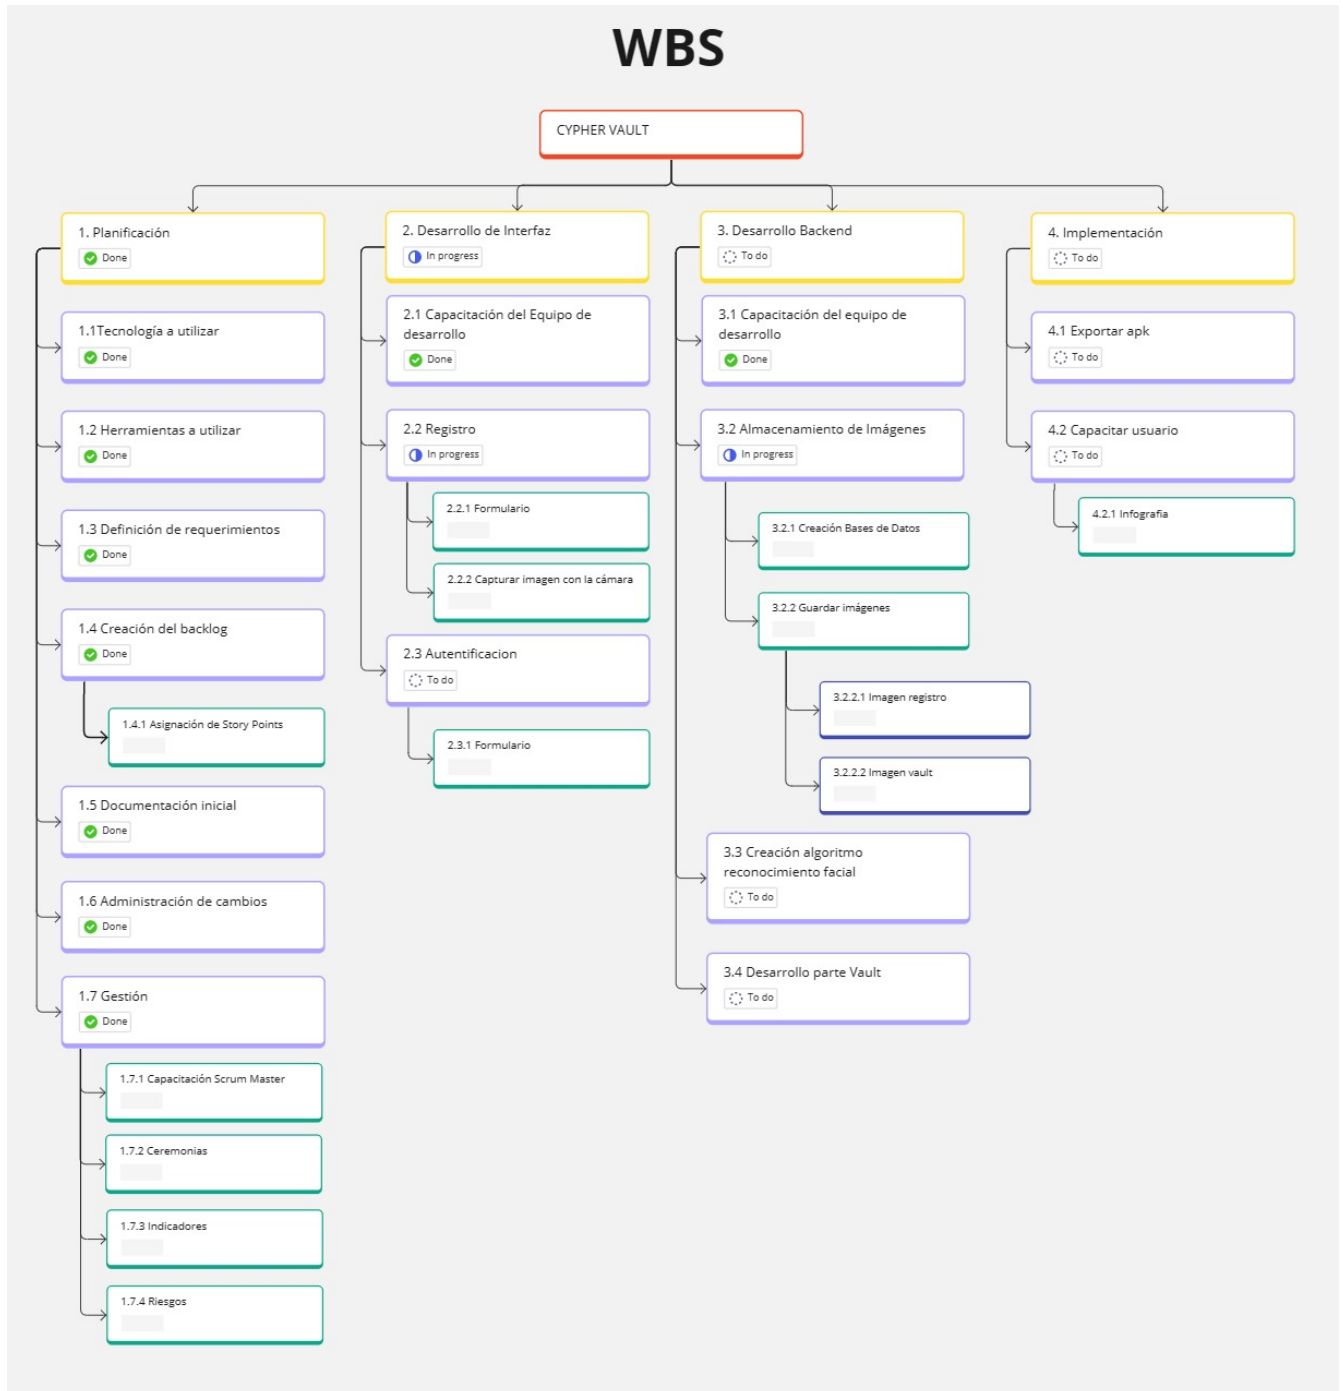 WBS
CYPHER VAULT
1. Planificación
Done
1.1Tecnología a utilizar
Done
1.2 Herramientas a utilizar
Done
1.3 Definición de requerimientos
Done
1.4 Creación del backlog
Done
1.4.1 Asignación de Story Points
1.5 Documentación inicial
Done
1.6 Administración de cambios
Done
1.7 Gestión
Done
1.7.1 Capacitación Scrum Master
1.7.2 Ceremonias
1.7.3 Indicadores
1.7.4 Riesgos
2. Desarrollo de Interfaz
In progress
2.1 Capacitación del Equipo de
desarrollo
Done
2.2 Registro
In progress
2.2.1 Formulario
2.2.2 Capturar imagen con la cámara
2.3 Autentificacion
To do
2.3.1 Formulario
3. Desarrollo Backend
To do
3.1 Capacitación del equipo de
desarrollo
Done
3.2 Almacenamiento de Imágenes
In progress
3.2.1 Creación Bases de Datos
3.2.2 Guardar imágenes
3.2.2.1 Imagen registro
3.2.2.2 Imagen vault
3.3 Creación algoritmo
reconocimiento facial
To do
3.4 Desarrollo parte Vault
To do
4. Implementación
To do
4.1 Exportar apk
To do
4.2 Capacitar usuario
To do
4.2.1 Infografia